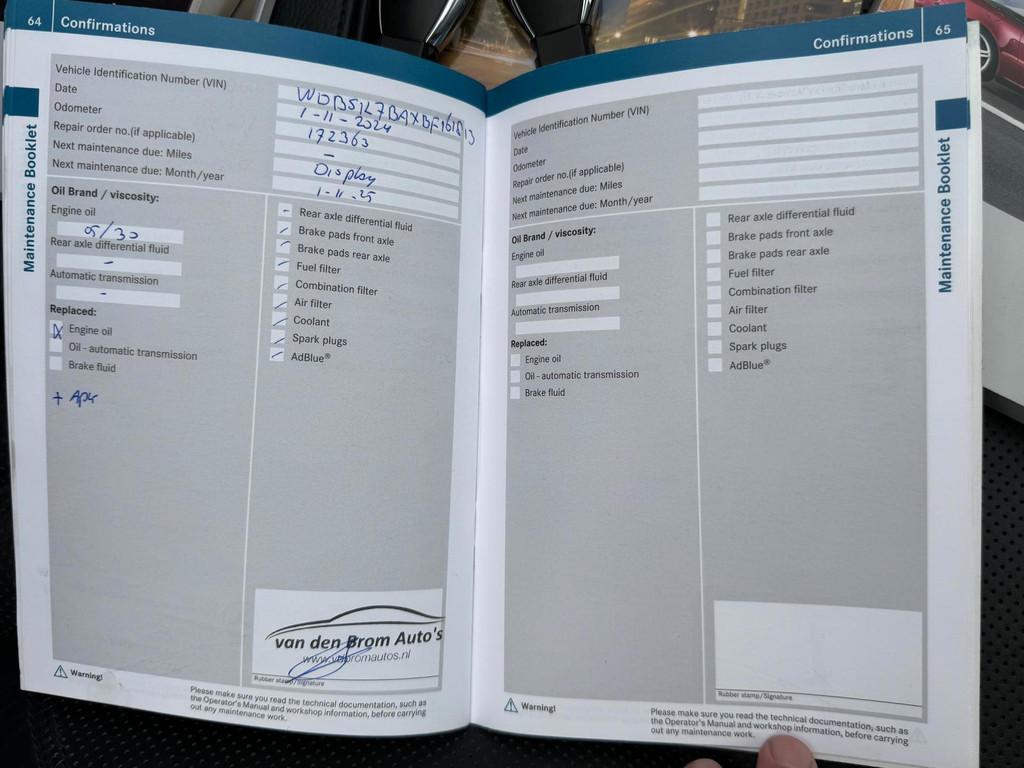 64 Confirmations
Maintenance Booklet
Vehicle Identification Number (VIN)
Date 1-11-2024
Odometer 172363
Repair order no.(if applicable) -
Next maintenance due: Miles Display
Next maintenance due: Month/year 1-11-25
Oil Brand / viscosity:
Engine oil
05/30
Rear axle differential fluid
-
Automatic transmission
-
Replaced:
X Engine oil
Oil - automatic transmission
Brake fluid
- Rear axle differential fluid
Brake pads front axle
Brake pads rear axle
Fuel filter
Combination filter
Air filter
Coolant
Spark plugs
AdBlue®
van den Brom Auto's
Rubber stamp/Signature
Warning!
Please make sure you read the technical documentation, such as
the Operator's Manual and workshop information, before carrying
out any maintenance work.
Confirmations 65
Maintenance Booklet
Vehicle Identification Number (VIN)
Date
Odometer
Repair order no.(if applicable)
Next maintenance due: Miles
Next maintenance due: Month/year
Oil Brand / viscosity:
Engine oil
Rear axle differential fluid
Automatic transmission
Replaced:
Engine oil
Oil - automatic transmission
Brake fluid
Rear axle differential fluid
Brake pads front axle
Brake pads rear axle
Fuel filter
Combination filter
Air filter
Coolant
Spark plugs
AdBlue®
Rubber stamp/Signature
Warning!
Please make sure you read the technical documentation, such as
the Operator's Manual and workshop information, before carrying
out any maintenance work.